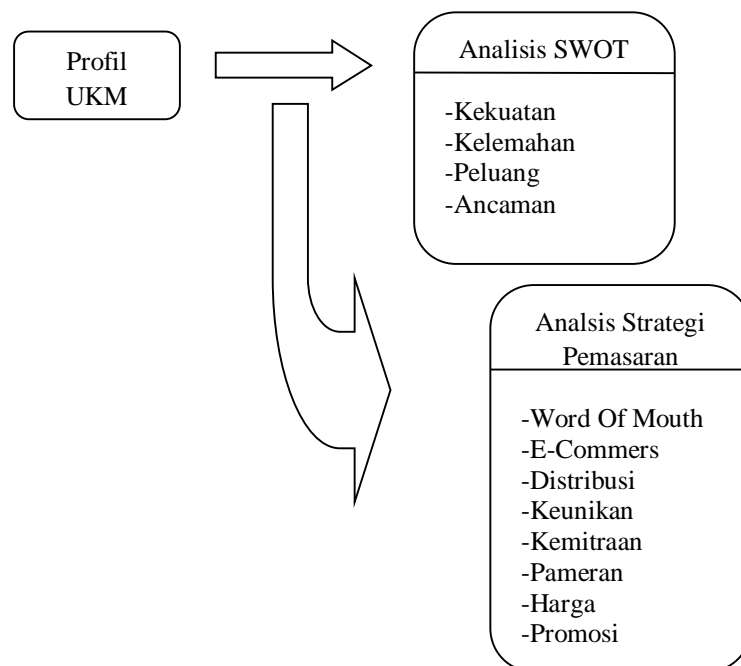 Profil
UKM
Analisis SWOT
-Kekuatan
-Kelemahan
-Peluang
-Ancaman
Analsis Strategi
Pemasaran
-Word Of Mouth
-E-Commers
-Distribusi
-Keunikan
-Kemitraan
-Pameran
-Harga
-Promosi